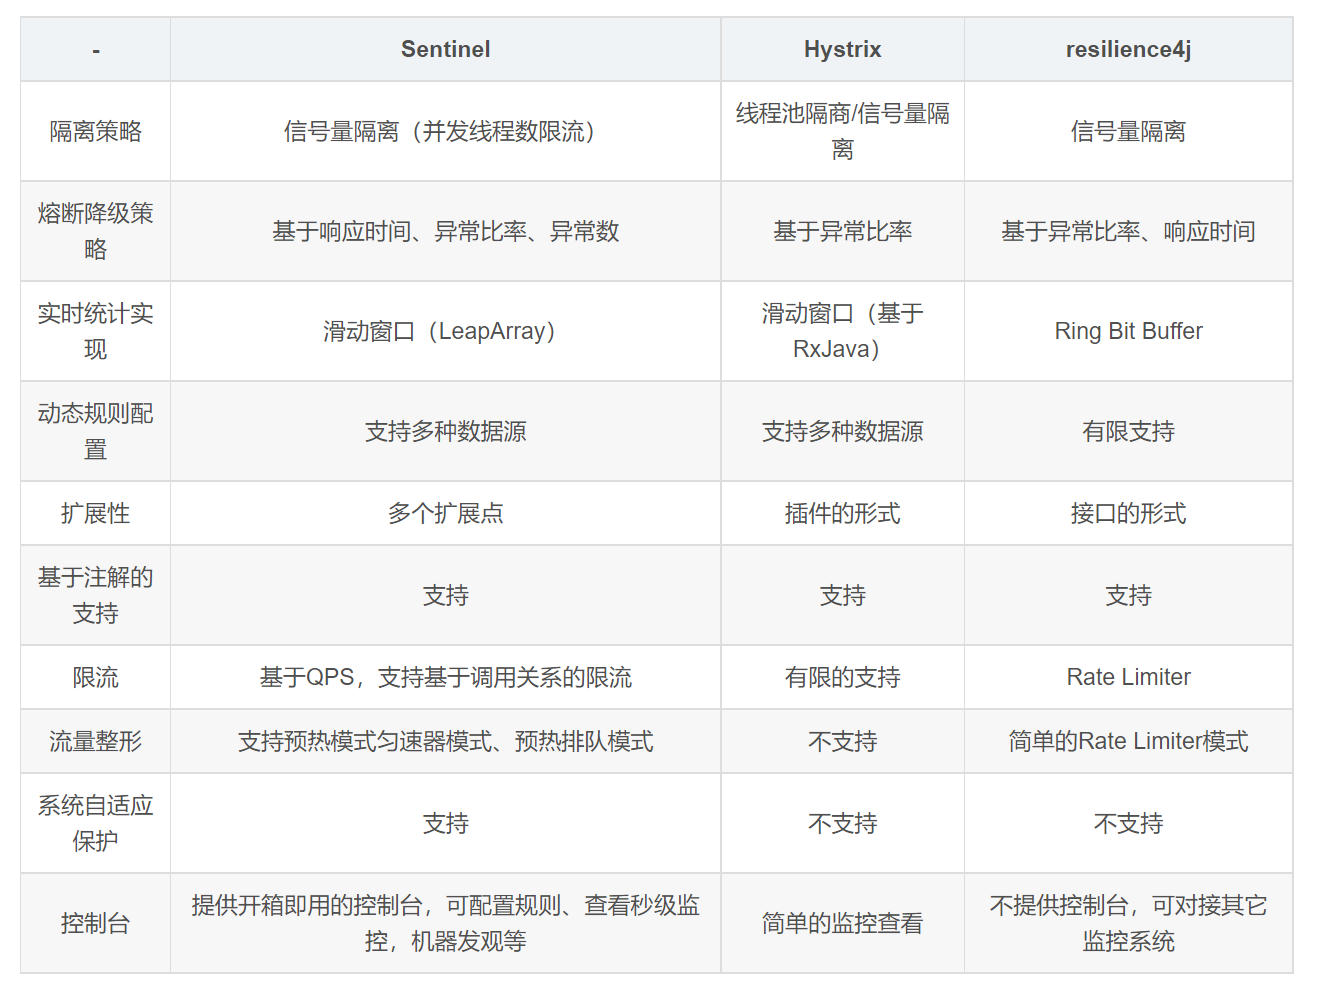 - Sentinel Hystrix resilience4j
隔离策略 信号量隔离（并发线程数限流） 线程池隔商/信号量隔
离 信号量隔离
熔断降级策
略 基于响应时间、异常比率、异常数 基于异常比率 基于异常比率、响应时间
实时统计实
现 滑动窗口（LeapArray） 滑动窗口（基于
RxJava） Ring Bit Buffer
动态规则配
置 支持多种数据源 支持多种数据源 有限支持
扩展性 多个扩展点 插件的形式 接口的形式
基于注解的
支持 支持 支持 支持
限流 基于QPS，支持基于调用关系的限流 有限的支持 Rate Limiter
流量整形 支持预热模式匀速器模式、预热排队模式 不支持 简单的Rate Limiter模式
系统自适应
保护 支持 不支持 不支持
控制台 提供开箱即用的控制台，可配置规则、查看秒级监
控，机器发观等 简单的监控查看 不提供控制台，可对接其它
监控系统